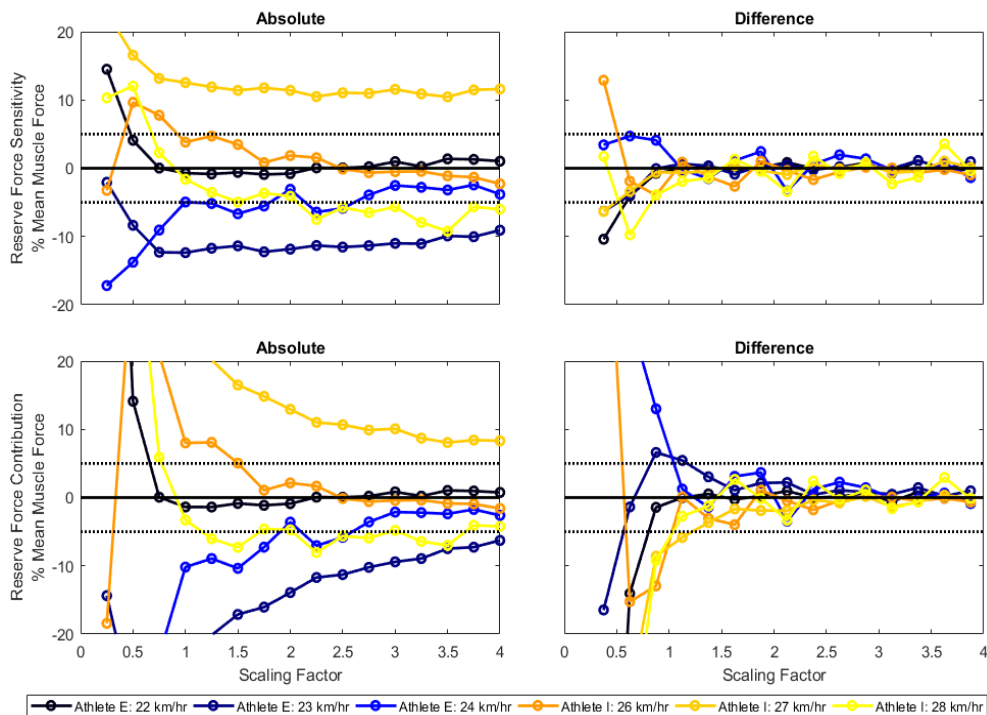 Absolute
Difference
Reserve Force Sensitivity
% Mean Muscle Force
20
10
0
-10
-20
Absolute
Difference
Reserve Force Contribution
% Mean Muscle Force
20
10
0
-10
-20
0 0.5 1 1.5 2 2.5 3 3.5 4
0 0.5 1 1.5 2 2.5 3 3.5 4
Scaling Factor
Scaling Factor
Athlete E: 22 km/hr Athlete E: 23 km/hr Athlete E: 24 km/hr Athlete I: 26 km/hr Athlete I: 27 km/hr Athlete I: 28 km/hr